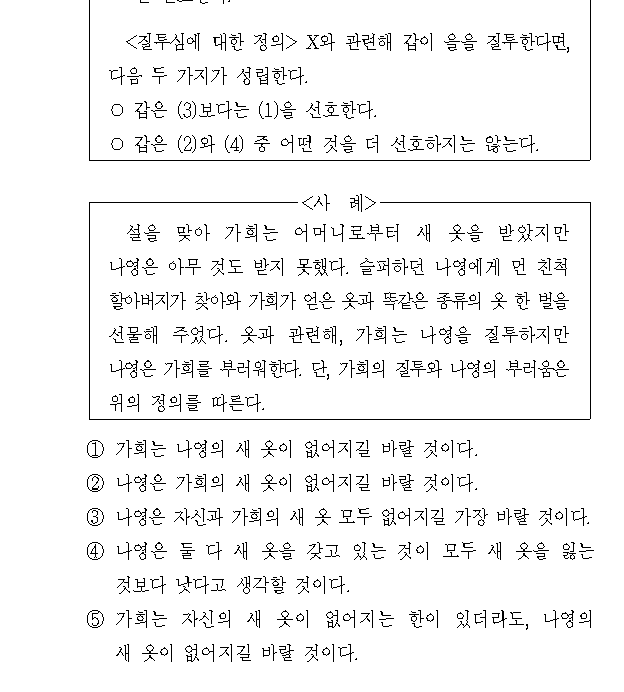 <질투심에 대한 정의> X와 관련해 갑이 을을 질투한다면,
다음 두 가지가 성립한다.
○ 갑은 (3)보다는 (1)을 선호한다.
○ 갑은 (2)와 (4) 중 어떤 것을 더 선호하지는 않는다.
<사 례>
설을 맞아 가희는 어머니로부터 새 옷을 받았지만
나영은 아무 것도 받지 못했다. 슬퍼하던 나영에게 먼 친척
할아버지가 찾아와 가희가 얻은 옷과 똑같은 종류의 옷 한 벌을
선물해 주었다. 옷과 관련해, 가희는 나영을 질투하지만
나영은 가희를 부러워한다. 단, 가희의 질투와 나영의 부러움은
위의 정의를 따른다.
① 가희는 나영의 새 옷이 없어지길 바랄 것이다.
② 나영은 가희의 새 옷이 없어지길 바랄 것이다.
③ 나영은 자신과 가희의 새 옷 모두 없어지길 가장 바랄 것이다.
④ 나영은 둘 다 새 옷을 갖고 있는 것이 모두 새 옷을 잃는
것보다 낫다고 생각할 것이다.
⑤ 가희는 자신의 새 옷이 없어지는 한이 있더라도, 나영의
새 옷이 없어지길 바랄 것이다.